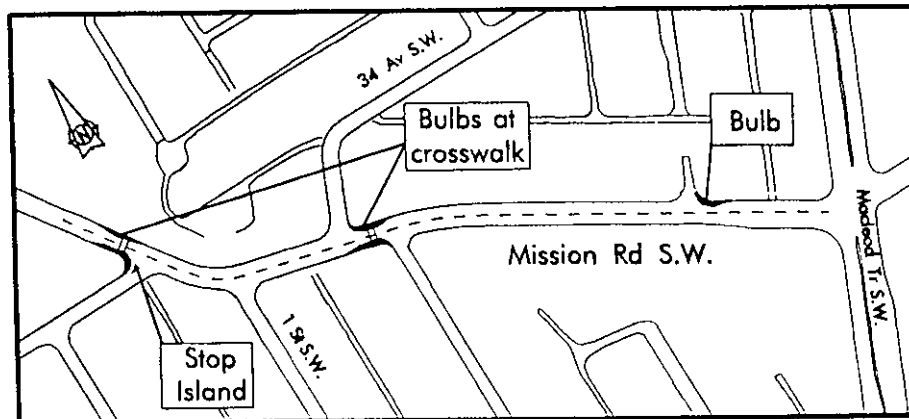 34 Av S.W.
N
Bulbs at
crosswalk
Bulb
Mission Rd S.W.
Macleod Tr S.W.
1 St S.W.
Stop
Island